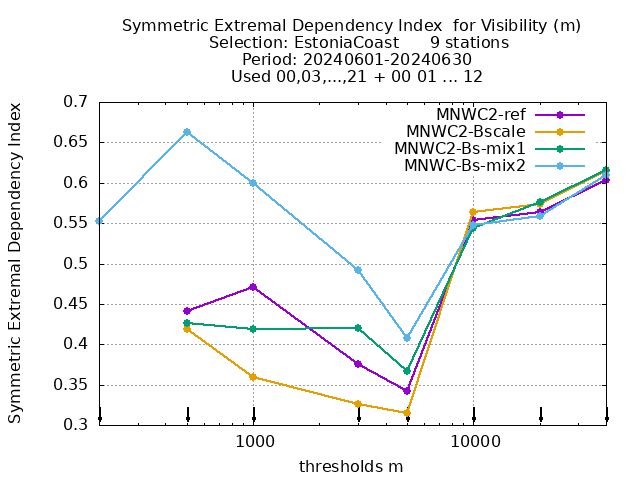 Symmetric Extremal Dependency Index  for Visibility (m)
Selection: EstoniaCoast      9 stations
Period: 20240601-20240630
Used 00,03,...,21 + 00 01 ... 12
Symmetric Extremal Dependency Index
0.7
0.65
0.6
0.55
0.5
0.45
0.4
0.35
0.3
MNWC2-ref
MNWC2-Bscale
MNWC2-Bs-mix1
MNWC-Bs-mix2
1000
10000
thresholds m